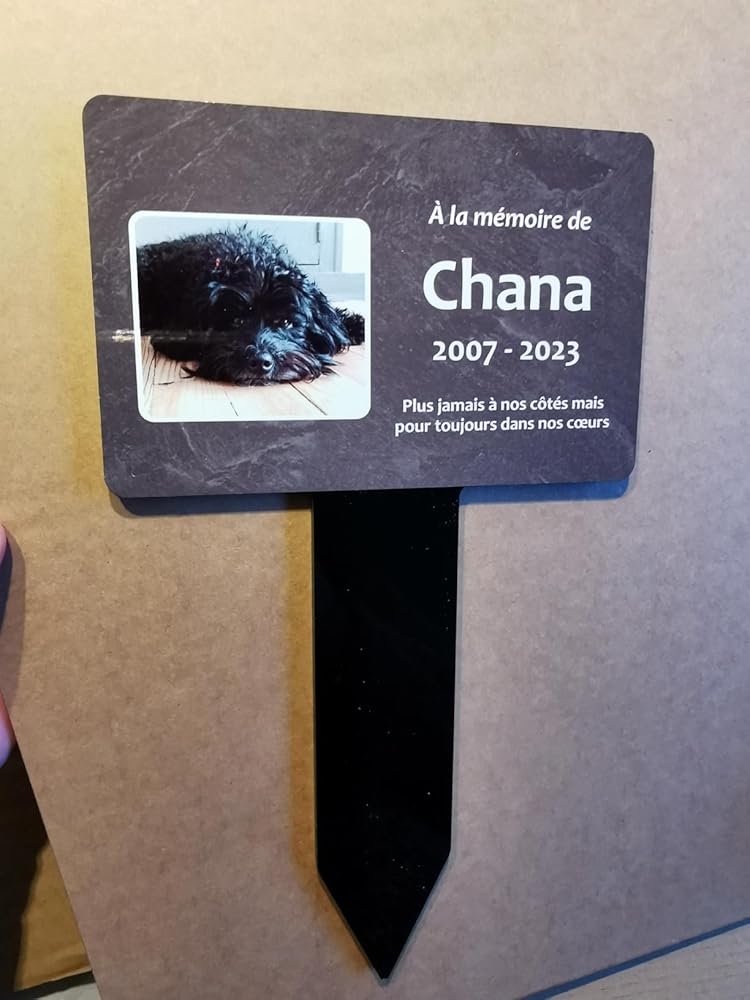 À la mémoire de
Chana
2007 - 2023
Plus jamais à nos côtés mais
pour toujours dans nos cœurs